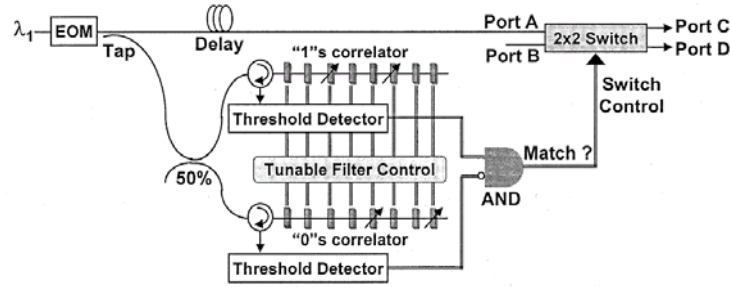 λ1 EOM Tap Delay Port A Port C
2x2 Switch
Port B Port D
"1"s correlator
Switch Control
Threshold Detector
Match ?
50% Tunable Filter Control
AND
"0"s correlator
Threshold Detector